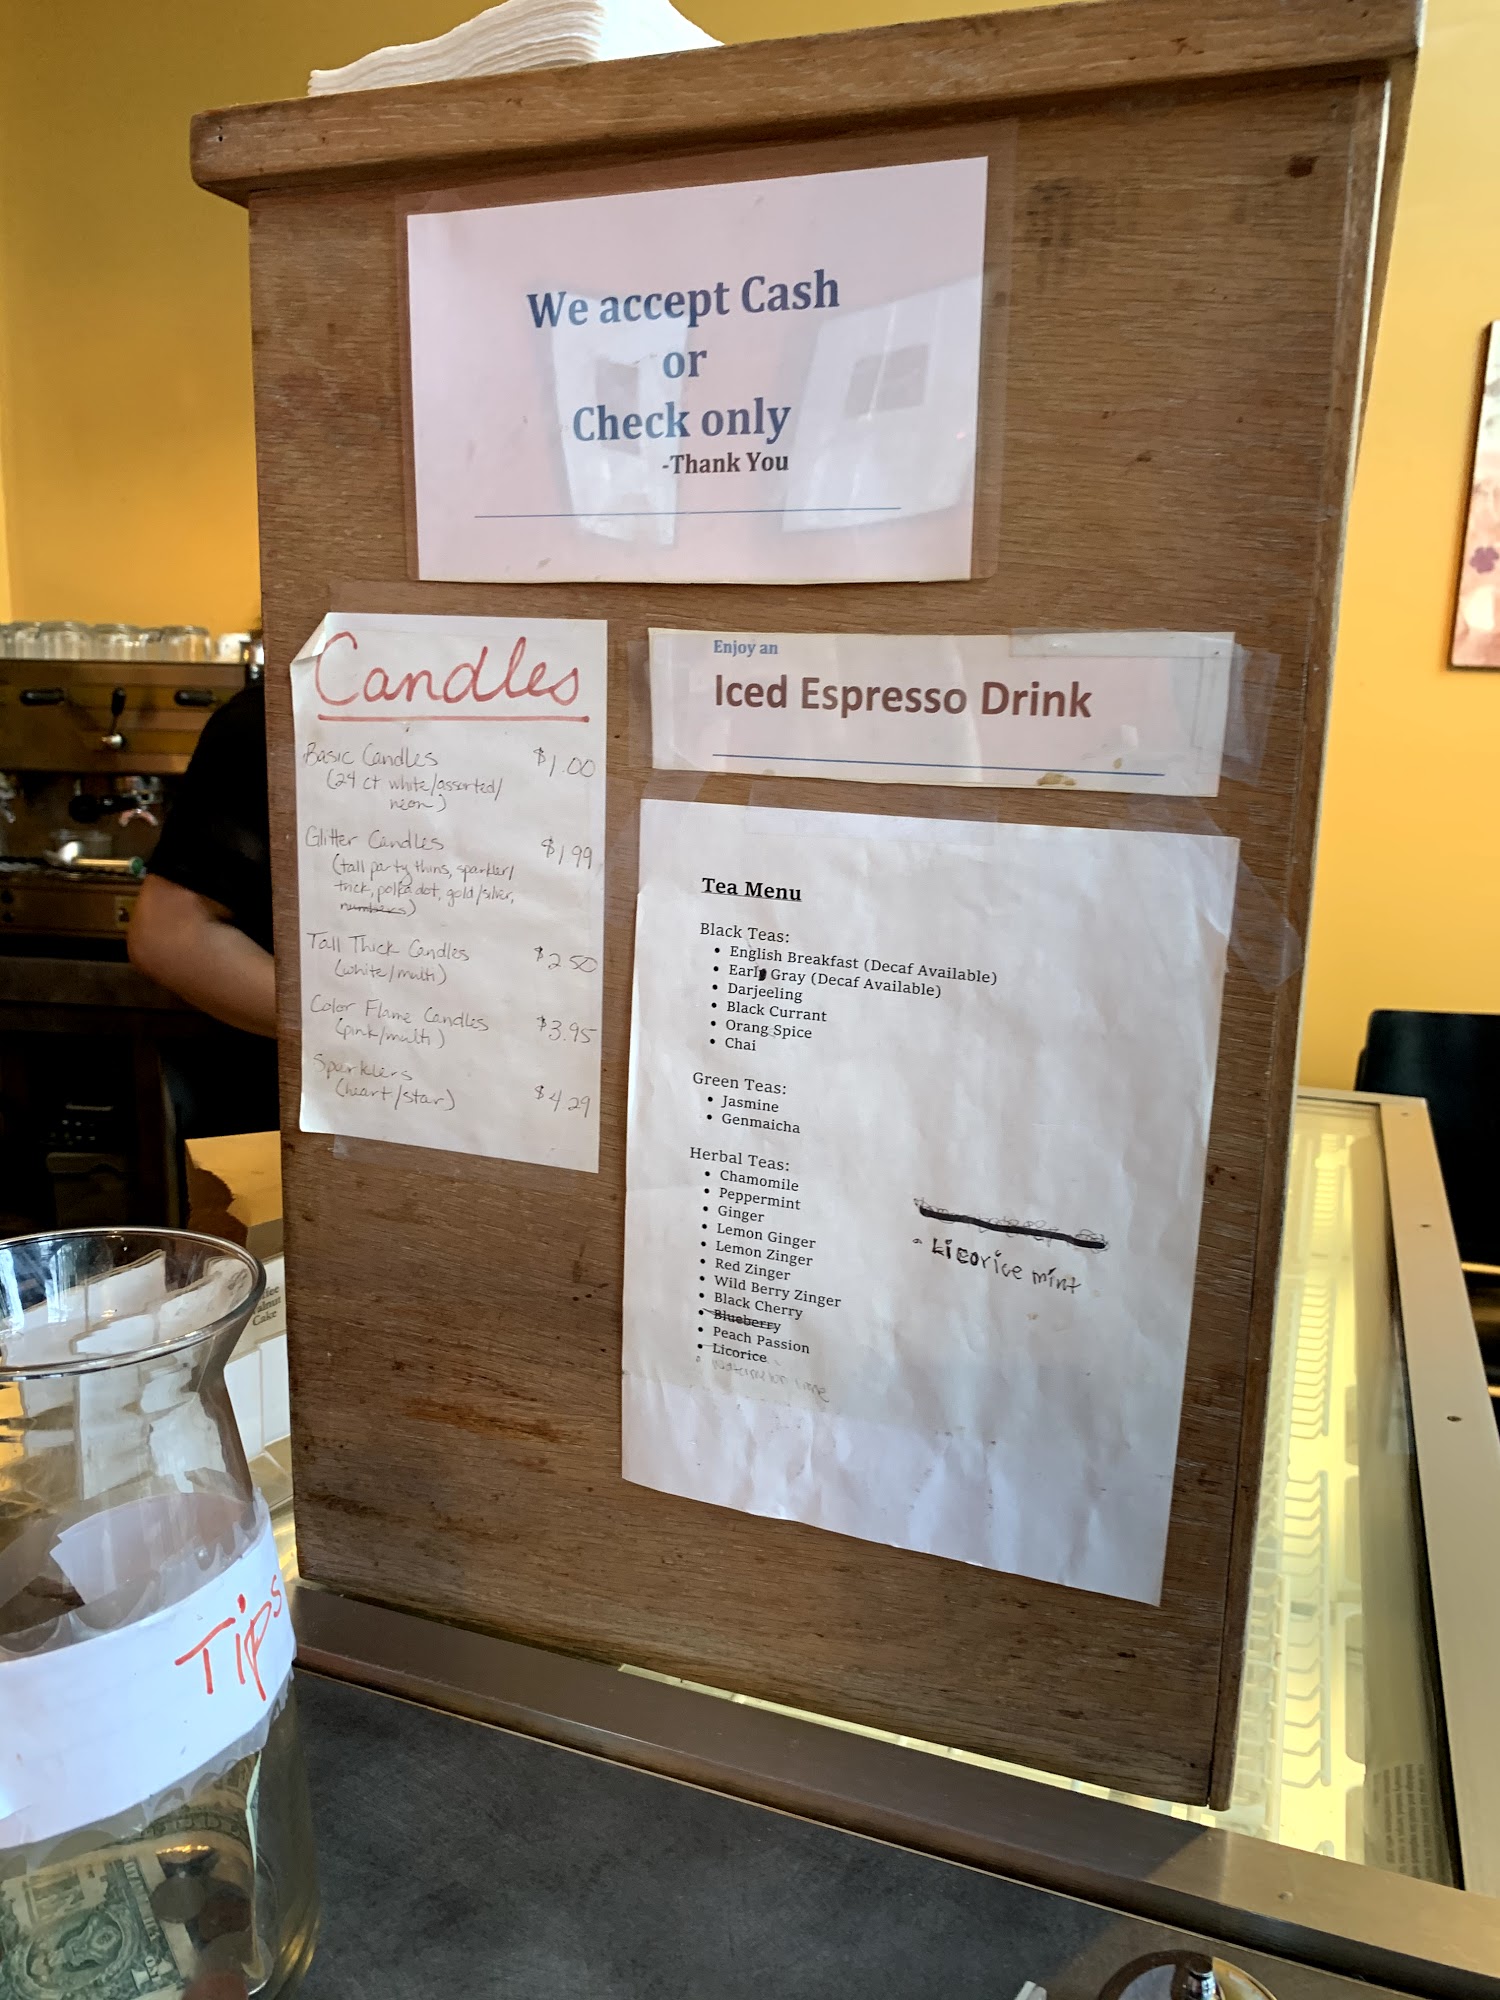 We accept Cash
or
Check only
-Thank You
Candles
Basic Candles $1.00
(24 ct white/assorted/
neon)
Glitter Candles $1.99
(tall party thins, sparkler/
trick, polka dot, gold/silver,
numbers)
Tall Thick Candles $2.50
(white/multi)
Color Flame Candles $3.95
(pink/multi)
Sparklers
(heart/star) $4.29
Enjoy an
Iced Espresso Drink
Tea Menu
Black Teas:
• English Breakfast (Decaf Available)
• Earl Gray (Decaf Available)
• Darjeeling
• Black Currant
• Orang Spice
• Chai
Green Teas:
• Jasmine
• Genmaicha
Herbal Teas:
• Chamomile
• Peppermint
• Ginger
• Lemon Ginger
• Lemon Zinger
• Red Zinger
• Wild Berry Zinger
• Black Cherry
• Blueberry
• Peach Passion
• Licorice
• Watermelon Lime
• Licorice mint
Cake
Tips